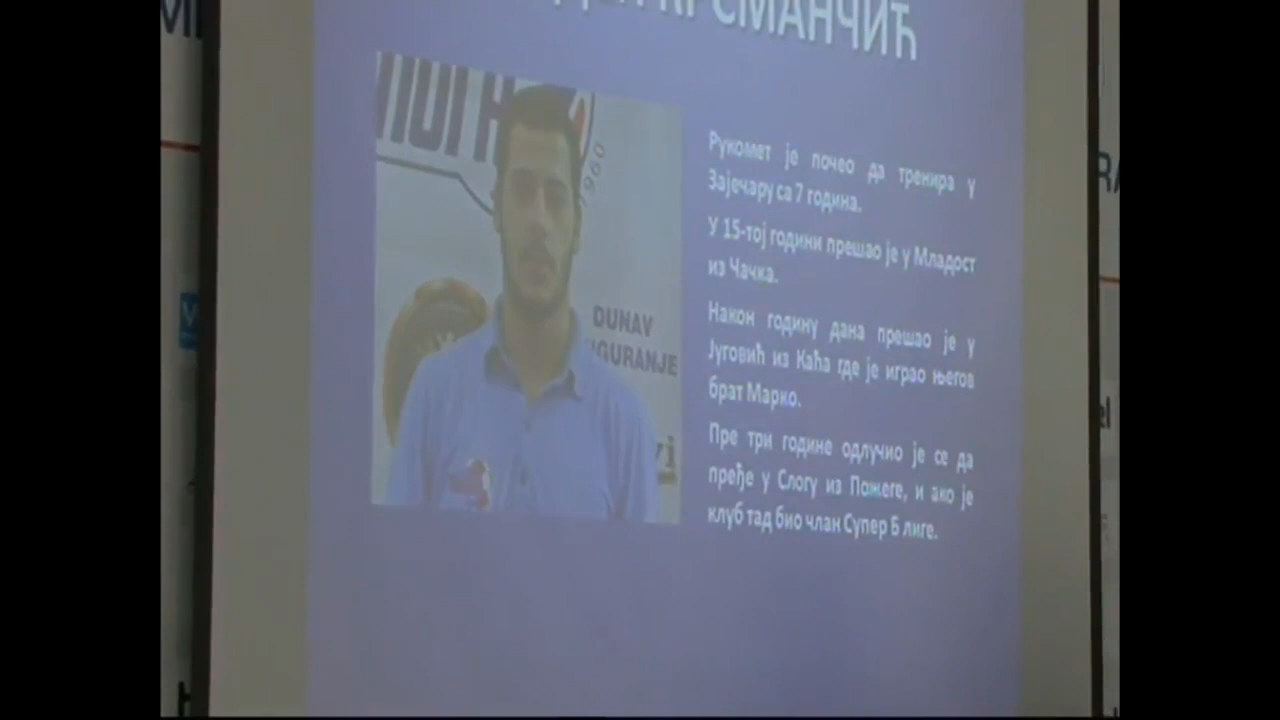 КРСМАНЧИЋ
Рукомет је почео да тренира у
Зајечару са 7 година.
У 15-тој години прешао је у Младост
из Чачка.
Након годину дана прешао је у
Југовић из Каћа где је играо његов
брат Марко.
Пре три године одлучио је се да
пређе у Слогу из Пожеге, и ако је
клуб тад био члан Супер Б лиге.
1960
DUNAV